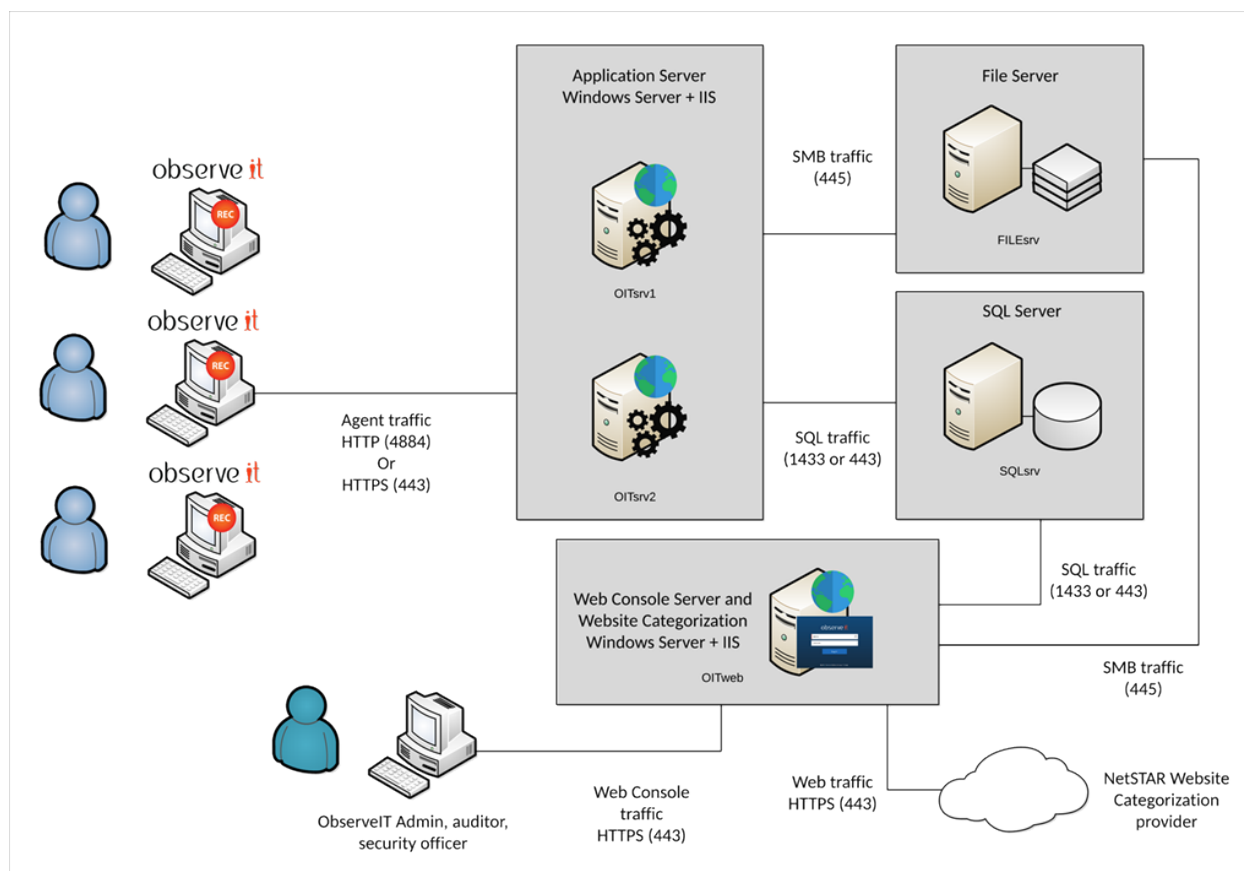 Application Server
Windows Server + IIS
File Server
SMB traffic
(445)
observe it
REC
FILEsrv
OITsrv1
SQL Server
observe it
REC
Agent traffic
HTTP (4884)
Or
HTTPS (443)
SQL traffic
(1433 or 443)
SQLsrv
observe it
REC
OITsrv2
SQL traffic
(1433 or 443)
Web Console Server and
Website Categorization
Windows Server + IIS
observe it
OITweb
SMB traffic
(445)
Web Console
traffic
HTTPS (443)
Web traffic
HTTPS (443)
NetSTAR Website
Categorization
provider
ObserveIT Admin, auditor,
security officer